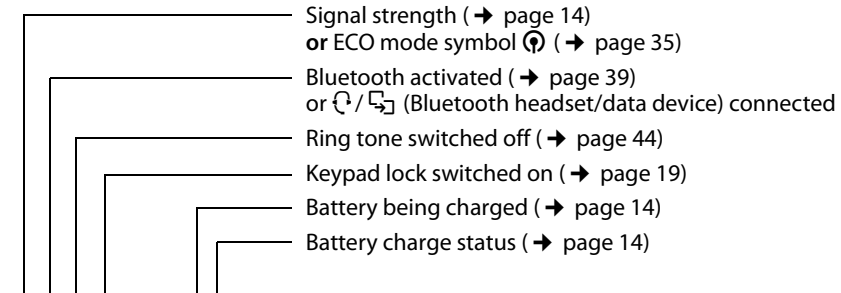 Signal strength ( ➔ page 14)
or ECO mode symbol ( ➔ page 35)
Bluetooth activated ( ➔ page 39)
or / (Bluetooth headset/data device) connected
Ring tone switched off ( ➔ page 44)
Keypad lock switched on ( ➔ page 19)
Battery being charged ( ➔ page 14)
Battery charge status ( ➔ page 14)